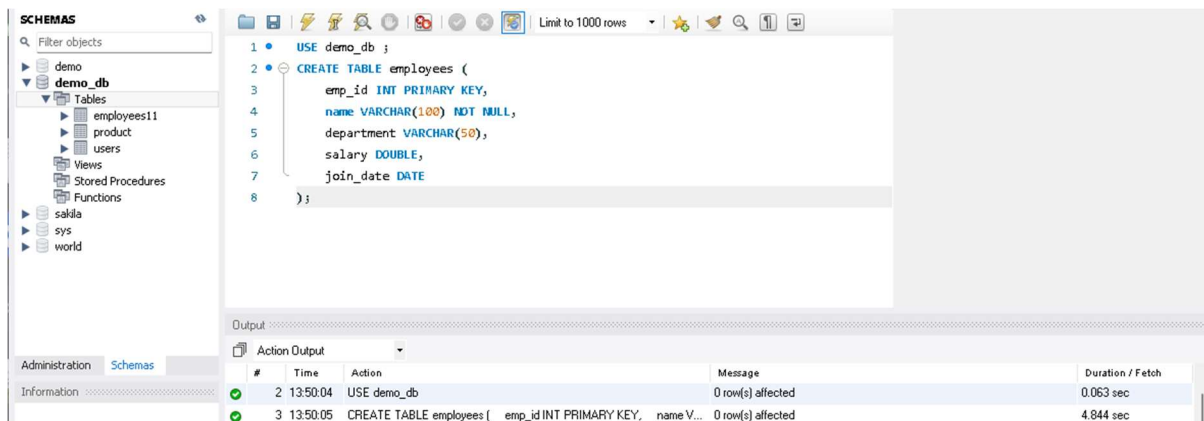 SCHEMAS
Filter objects
demo
demo_db
Tables
employees11
product
users
Views
Stored Procedures
Functions
sakila
sys
world
Administration Schemas
Information
Limit to 1000 rows
1 USE demo_db ;
2 CREATE TABLE employees (
3 emp_id INT PRIMARY KEY,
4 name VARCHAR(100) NOT NULL,
5 department VARCHAR(50),
6 salary DOUBLE,
7 join_date DATE
8 );
Output
Action Output
# Time Action Message Duration / Fetch
2 13:50:04 USE demo_db 0 row(s) affected 0.063 sec
3 13:50:05 CREATE TABLE employees ( emp_id INT PRIMARY KEY, name V... 0 row(s) affected 4.844 sec